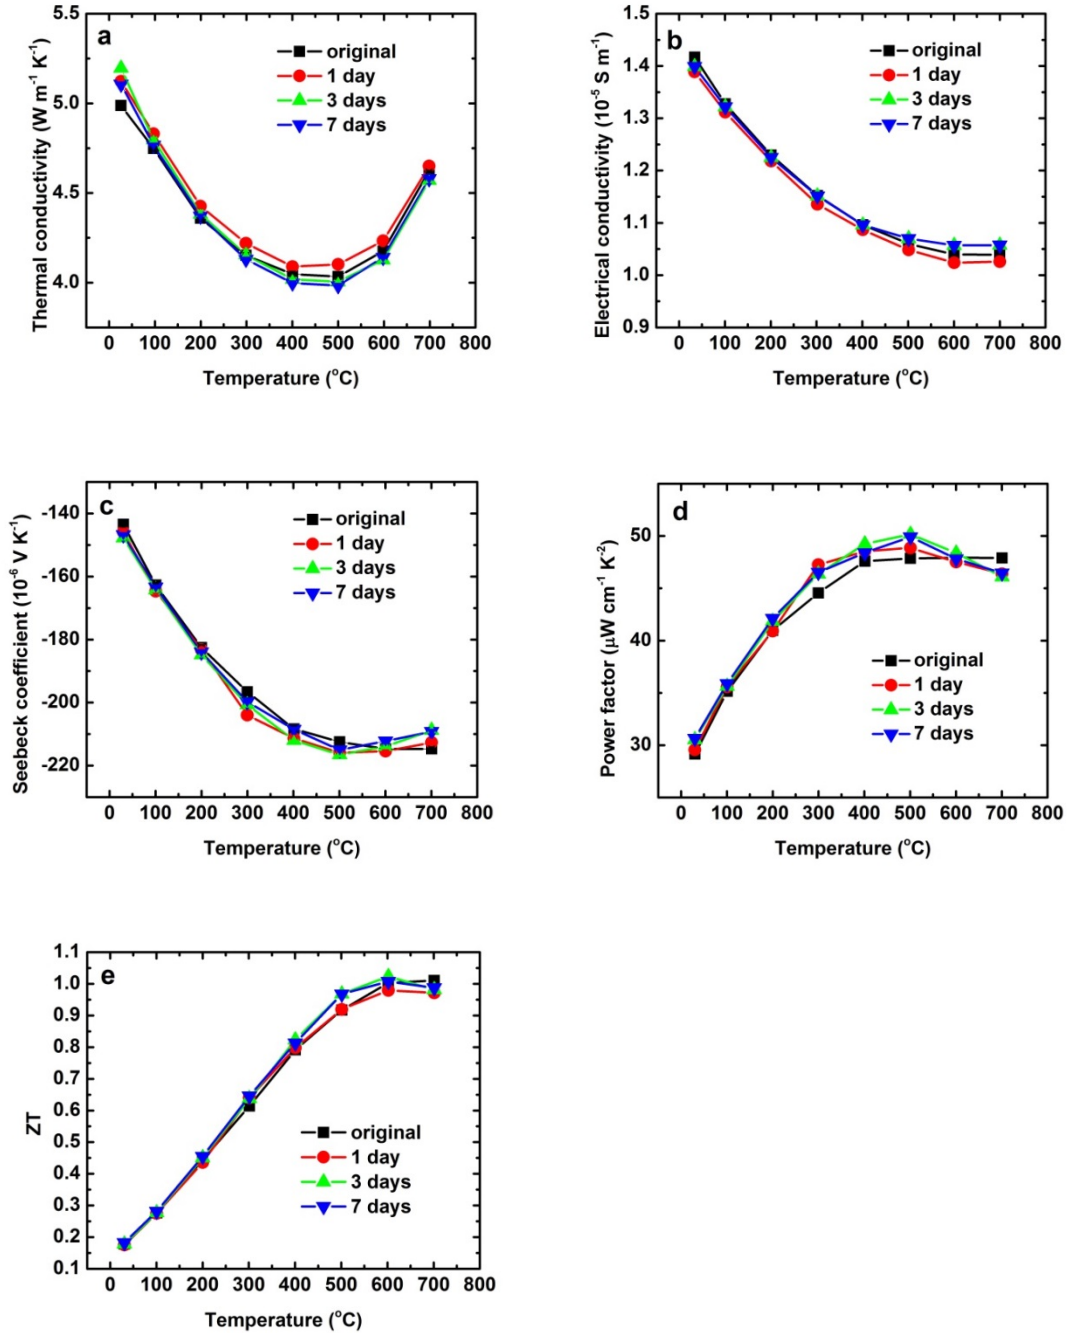 a
5.5
5.0
4.5
4.0
Thermal conductivity (W m⁻¹ K⁻¹)
original
1 day
3 days
7 days
0 100 200 300 400 500 600 700 800
Temperature (°C)
b
1.5
1.4
1.3
1.2
1.1
1.0
0.9
Electrical conductivity (10⁻⁵ S m⁻¹)
original
1 day
3 days
7 days
0 100 200 300 400 500 600 700 800
Temperature (°C)
c
-140
-160
-180
-200
-220
Seebeck coefficient (10⁻⁶ V K⁻¹)
original
1 day
3 days
7 days
0 100 200 300 400 500 600 700 800
Temperature (°C)
d
50
40
30
Power factor (μW cm⁻¹ K⁻²)
original
1 day
3 days
7 days
0 100 200 300 400 500 600 700 800
Temperature (°C)
e
1.1
1.0
0.9
0.8
0.7
0.6
0.5
0.4
0.3
0.2
0.1
ZT
original
1 day
3 days
7 days
0 100 200 300 400 500 600 700 800
Temperature (°C)